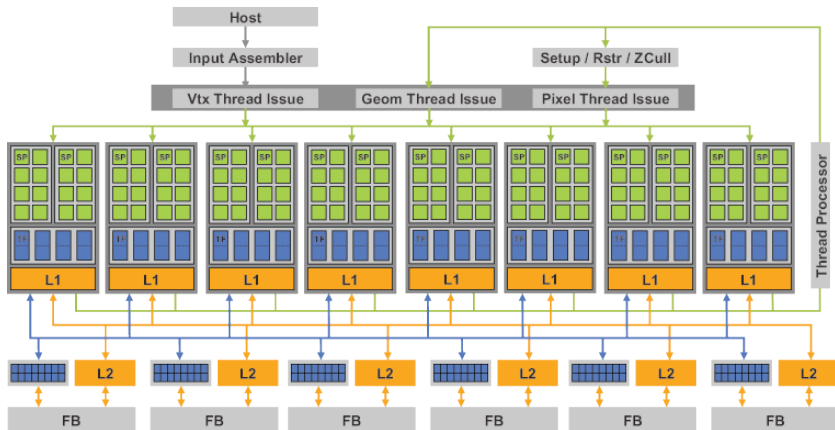 Host
Input Assembler
Setup / Rstr / ZCull
Vtx Thread Issue
Geom Thread Issue
Pixel Thread Issue
SP SP SP SP SP SP SP SP SP SP SP SP SP SP SP SP
TF TF TF TF TF TF TF TF
L1 L1 L1 L1 L1 L1 L1 L1
Thread Processor
L2 L2 L2 L2 L2 L2
FB FB FB FB FB FB